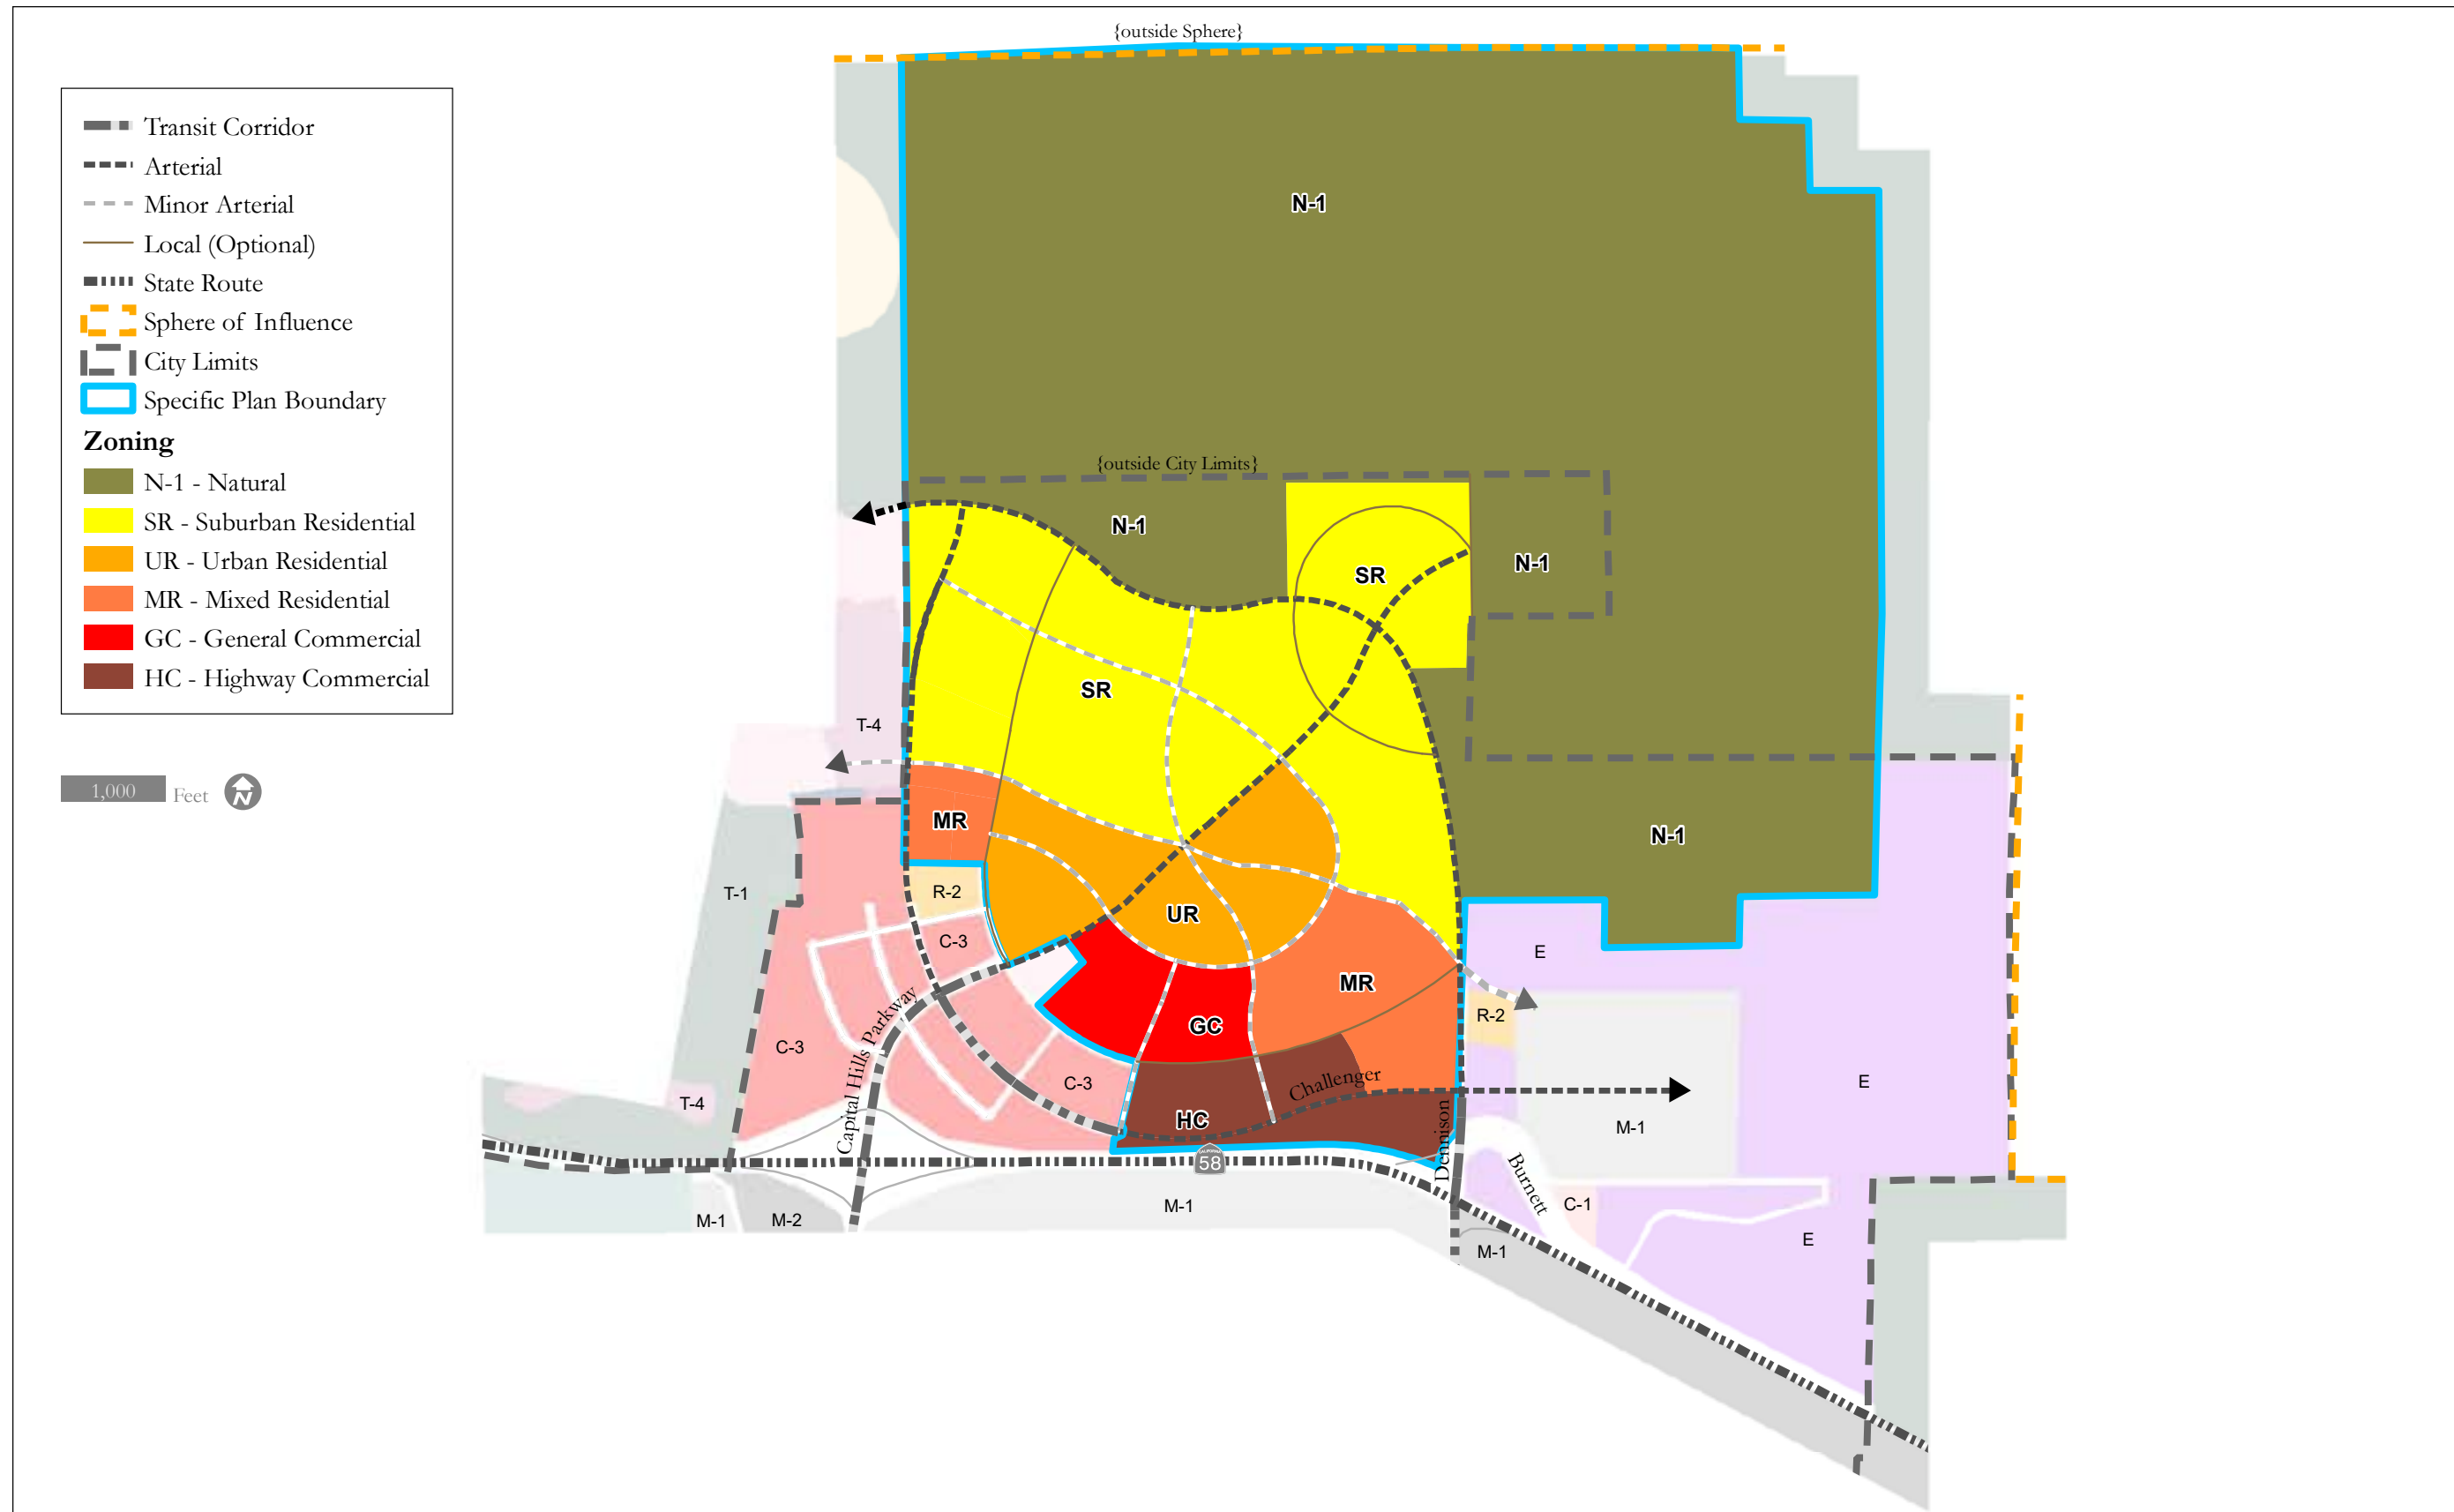 {outside Sphere}
Transit Corridor
Arterial
Minor Arterial
Local (Optional)
State Route
Sphere of Influence
City Limits
Specific Plan Boundary
Zoning
N-1 - Natural
SR - Suburban Residential
UR - Urban Residential
MR - Mixed Residential
GC - General Commercial
HC - Highway Commercial
1,000 Feet N
N-1
{outside City Limits}
N-1
N-1
SR
SR
T-4
MR
N-1
T-1
R-2
UR
C-3
E
MR
R-2
GC
C-3
Capital Hills Parkway
C-3
Challenger
E
T-4
HC
Dennison
M-1
CALIFORNIA
58
Burnett
M-1
M-2
M-1
C-1
M-1
E